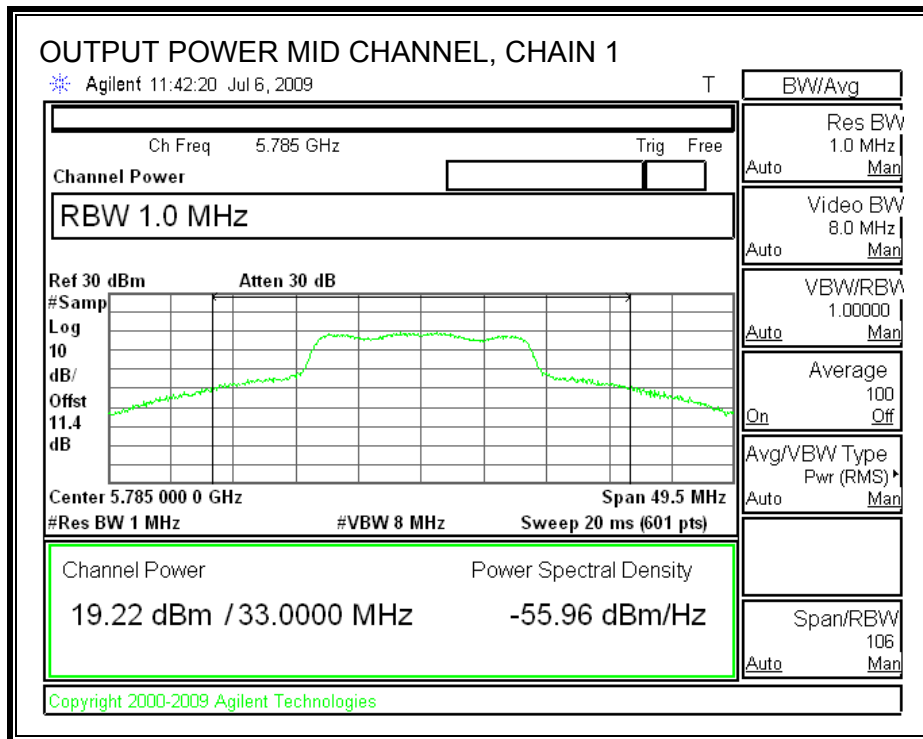 OUTPUT POWER MID CHANNEL, CHAIN 1
Agilent 11:42:20 Jul 6, 2009 T
Ch Freq 5.785 GHz Trig Free
Channel Power
RBW 1.0 MHz
Ref 30 dBm Atten 30 dB
#Samp
Log
10
dB/
Offst
11.4
dB
Center 5.785 000 0 GHz Span 49.5 MHz
#Res BW 1 MHz #VBW 8 MHz Sweep 20 ms (601 pts)
Channel Power Power Spectral Density
19.22 dBm / 33.0000 MHz -55.96 dBm/Hz
Copyright 2000-2009 Agilent Technologies
BW/Avg
Res BW
1.0 MHz
Auto Man
Video BW
8.0 MHz
Auto Man
VBW/RBW
1.00000
Auto Man
Average
100
On Off
Avg/VBW Type
Pwr (RMS)
Auto Man
Span/RBW
106
Auto Man